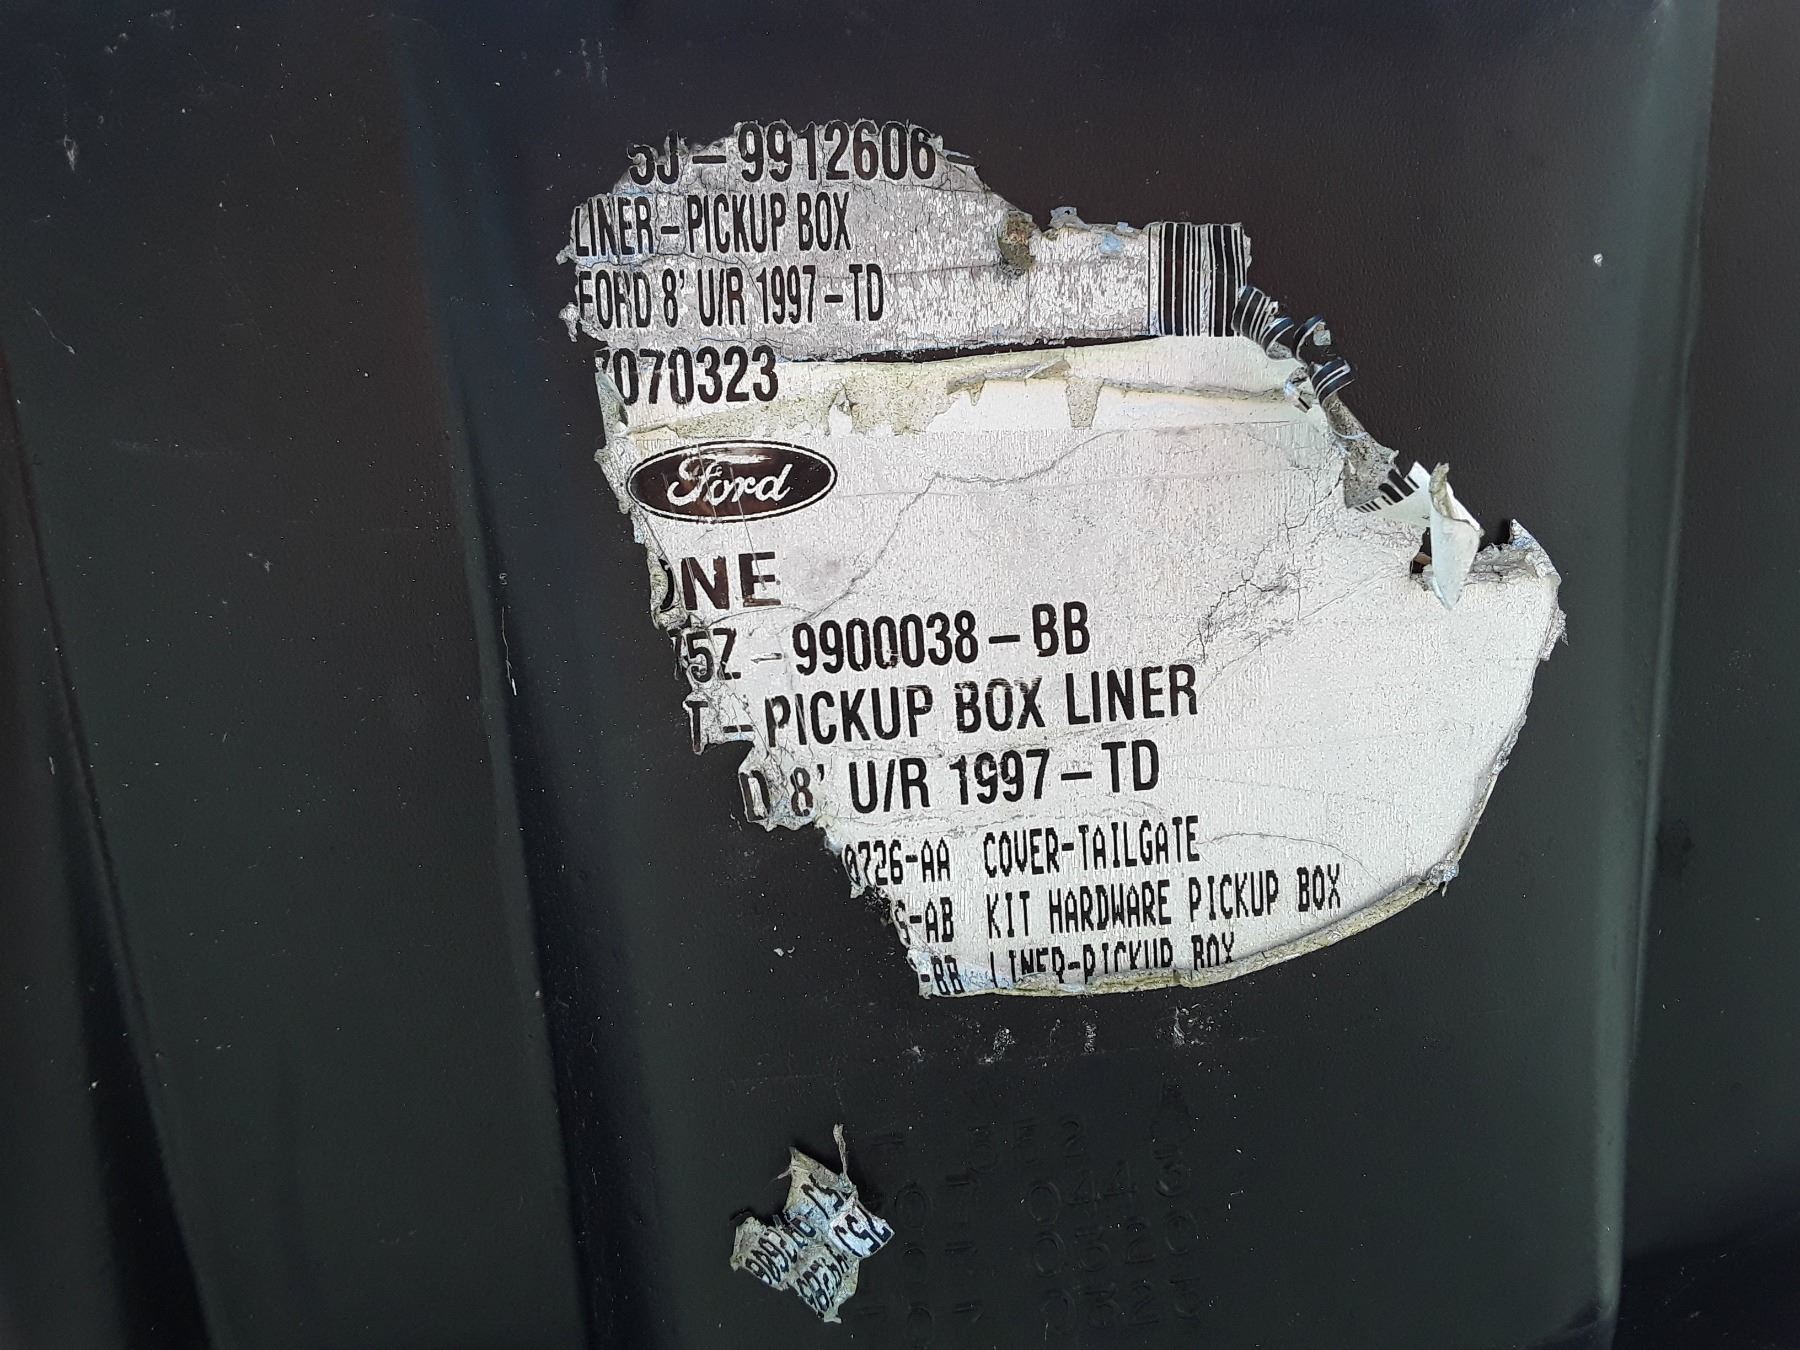 5J-9912606-
LINER-PICKUP BOX
FORD 8' U/R 1997-TD
7070323
Ford
ONE
75Z-9900038-BB
T-PICKUP BOX LINER
D 8' U/R 1997-TD
0726-AA COVER-TAILGATE
-AB KIT HARDWARE PICKUP BOX
-BB LINER-PICKUP BOX